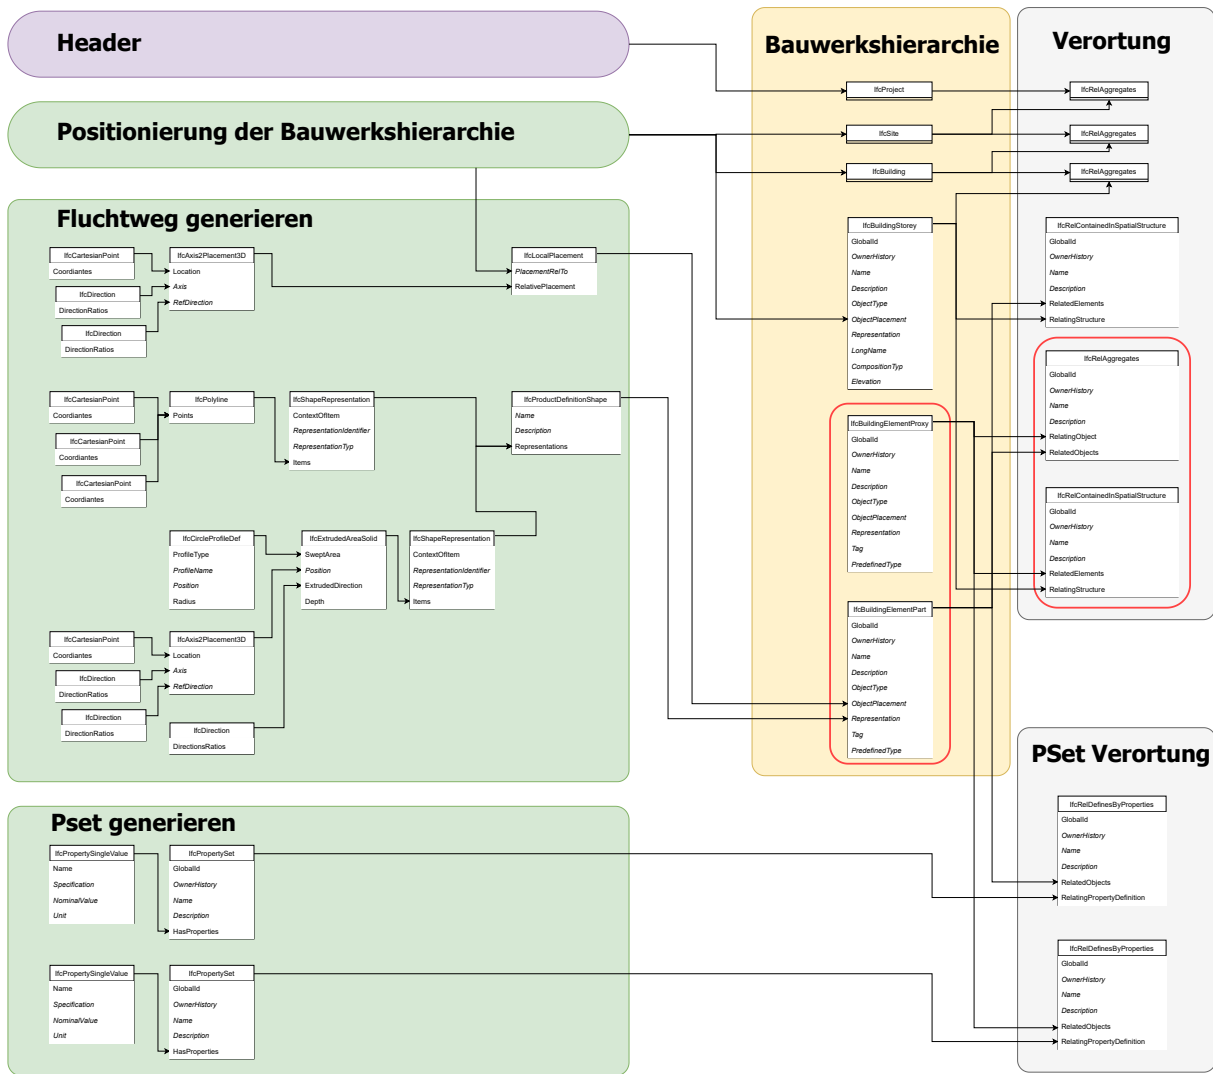 Header
Positionierung der Bauwerkshierarchie
Fluchtweg generieren
IfcCartesianPoint
Coordiantes
IfcDirection
DirectionRatios
IfcDirection
DirectionRatios
IfcAxis2Placement3D
Location
Axis
RefDirection
IfcLocalPlacement
PlacementRelTo
RelativePlacement
IfcCartesianPoint
Coordiantes
IfcCartesianPoint
Coordiantes
IfcCartesianPoint
Coordiantes
IfcPolyline
Points
IfcShapeRepresentation
ContextOfItem
RepresentationIdentifier
RepresentationTyp
Items
IfcProductDefinitionShape
Name
Description
Representations
IfcCircleProfileDef
ProfileType
ProfileName
Position
Radius
IfcExtrudedAreaSolid
SweptArea
Position
ExtrudedDirection
Depth
IfcShapeRepresentation
ContextOfItem
RepresentationIdentifier
RepresentationTyp
Items
IfcCartesianPoint
Coordiantes
IfcDirection
DirectionRatios
IfcDirection
DirectionRatios
IfcAxis2Placement3D
Location
Axis
RefDirection
IfcDirection
DirectionsRatios
Pset generieren
IfcPropertySingleValue
Name
Specification
NominalValue
Unit
IfcPropertySet
GlobalId
OwnerHistory
Name
Description
HasProperties
IfcPropertySingleValue
Name
Specification
NominalValue
Unit
IfcPropertySet
GlobalId
OwnerHistory
Name
Description
HasProperties
Bauwerkshierarchie
IfcProject
IfcSite
IfcBuilding
IfcBuildingStorey
GlobalId
OwnerHistory
Name
Description
ObjectType
ObjectPlacement
Representation
LongName
CompositionTyp
Elevation
IfcBuildingElementProxy
GlobalId
OwnerHistory
Name
Description
ObjectType
ObjectPlacement
Representation
Tag
PredefinedType
IfcBuildingElementPart
GlobalId
OwnerHistory
Name
Description
ObjectType
ObjectPlacement
Representation
Tag
PredefinedType
Verortung
IfcRelAggregates
IfcRelAggregates
IfcRelAggregates
IfcRelContainedInSpatialStructure
GlobalId
OwnerHistory
Name
Description
RelatedElements
RelatingStructure
IfcRelAggregates
GlobalId
OwnerHistory
Name
Description
RelatingObject
RelatedObjects
IfcRelContainedInSpatialStructure
GlobalId
OwnerHistory
Name
Description
RelatedElements
RelatingStructure
PSet Verortung
IfcRelDefinesByProperties
GlobalId
OwnerHistory
Name
Description
RelatedObjects
RelatingPropertyDefinition
IfcRelDefinesByProperties
GlobalId
OwnerHistory
Name
Description
RelatedObjects
RelatingPropertyDefinition